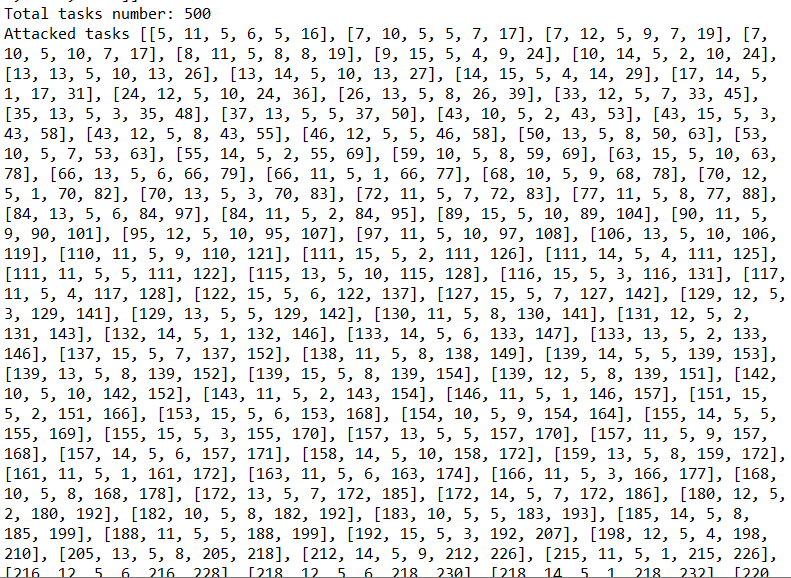 Total tasks number: 500
Attacked tasks [[5, 11, 5, 6, 5, 16], [7, 10, 5, 5, 7, 17], [7, 12, 5, 9, 7, 19], [7,
10, 5, 10, 7, 17], [8, 11, 5, 8, 8, 19], [9, 15, 5, 4, 9, 24], [10, 14, 5, 2, 10, 24],
[13, 13, 5, 10, 13, 26], [13, 14, 5, 10, 13, 27], [14, 15, 5, 4, 14, 29], [17, 14, 5,
1, 17, 31], [24, 12, 5, 10, 24, 36], [26, 13, 5, 8, 26, 39], [33, 12, 5, 7, 33, 45],
[35, 13, 5, 3, 35, 48], [37, 13, 5, 5, 37, 50], [43, 10, 5, 2, 43, 53], [43, 15, 5, 3,
43, 58], [43, 12, 5, 8, 43, 55], [46, 12, 5, 5, 46, 58], [50, 13, 5, 8, 50, 63], [53,
10, 5, 7, 53, 63], [55, 14, 5, 2, 55, 69], [59, 10, 5, 8, 59, 69], [63, 15, 5, 10, 63,
78], [66, 13, 5, 6, 66, 79], [66, 11, 5, 1, 66, 77], [68, 10, 5, 9, 68, 78], [70, 12,
5, 1, 70, 82], [70, 13, 5, 3, 70, 83], [72, 11, 5, 7, 72, 83], [77, 11, 5, 8, 77, 88],
[84, 13, 5, 6, 84, 97], [84, 11, 5, 2, 84, 95], [89, 15, 5, 10, 89, 104], [90, 11, 5,
9, 90, 101], [95, 12, 5, 10, 95, 107], [97, 11, 5, 10, 97, 108], [106, 13, 5, 10, 106,
119], [110, 11, 5, 9, 110, 121], [111, 15, 5, 2, 111, 126], [111, 14, 5, 4, 111, 125],
[111, 11, 5, 5, 111, 122], [115, 13, 5, 10, 115, 128], [116, 15, 5, 3, 116, 131], [117,
11, 5, 4, 117, 128], [122, 15, 5, 6, 122, 137], [127, 15, 5, 7, 127, 142], [129, 12, 5,
3, 129, 141], [129, 13, 5, 5, 129, 142], [130, 11, 5, 8, 130, 141], [131, 12, 5, 2,
131, 143], [132, 14, 5, 1, 132, 146], [133, 14, 5, 6, 133, 147], [133, 13, 5, 2, 133,
146], [137, 15, 5, 7, 137, 152], [138, 11, 5, 8, 138, 149], [139, 14, 5, 5, 139, 153],
[139, 13, 5, 8, 139, 152], [139, 15, 5, 8, 139, 154], [139, 12, 5, 8, 139, 151], [142,
10, 5, 10, 142, 152], [143, 11, 5, 2, 143, 154], [146, 11, 5, 1, 146, 157], [151, 15,
5, 2, 151, 166], [153, 15, 5, 6, 153, 168], [154, 10, 5, 9, 154, 164], [155, 14, 5, 5,
155, 169], [155, 15, 5, 3, 155, 170], [157, 13, 5, 5, 157, 170], [157, 11, 5, 9, 157,
168], [157, 14, 5, 6, 157, 171], [158, 14, 5, 10, 158, 172], [159, 13, 5, 8, 159, 172],
[161, 11, 5, 1, 161, 172], [163, 11, 5, 6, 163, 174], [166, 11, 5, 3, 166, 177], [168,
10, 5, 8, 168, 178], [172, 13, 5, 7, 172, 185], [172, 14, 5, 7, 172, 186], [180, 12, 5,
2, 180, 192], [182, 10, 5, 8, 182, 192], [183, 10, 5, 5, 183, 193], [185, 14, 5, 8,
185, 199], [188, 11, 5, 5, 188, 199], [192, 15, 5, 3, 192, 207], [198, 12, 5, 4, 198,
210], [205, 13, 5, 8, 205, 218], [212, 14, 5, 9, 212, 226], [215, 11, 5, 1, 215, 226],
[216, 12, 5, 6, 216, 228], [218, 12, 5, 6, 218, 230], [218, 14, 5, 1, 218, 232], [220,